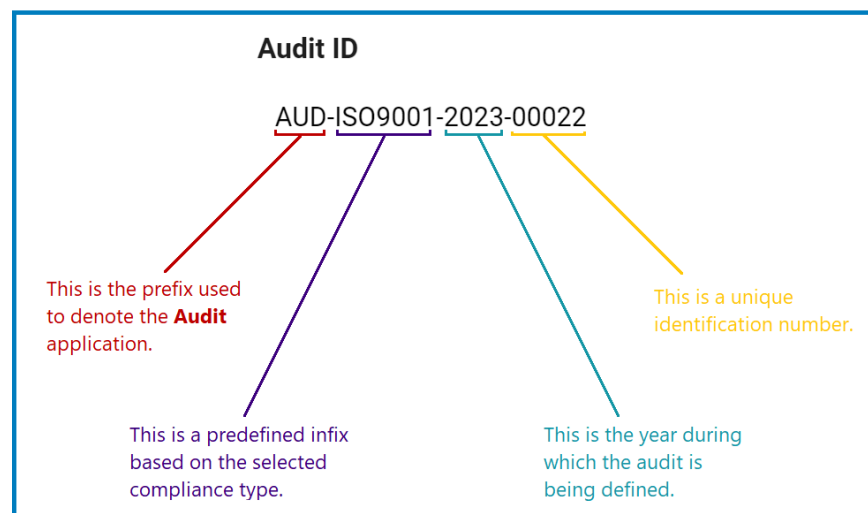 Audit ID
AUD-ISO9001-2023-00022
This is the prefix used
to denote the Audit
application.
This is a unique
identification number.
This is a predefined infix
based on the selected
compliance type.
This is the year during
which the audit is
being defined.